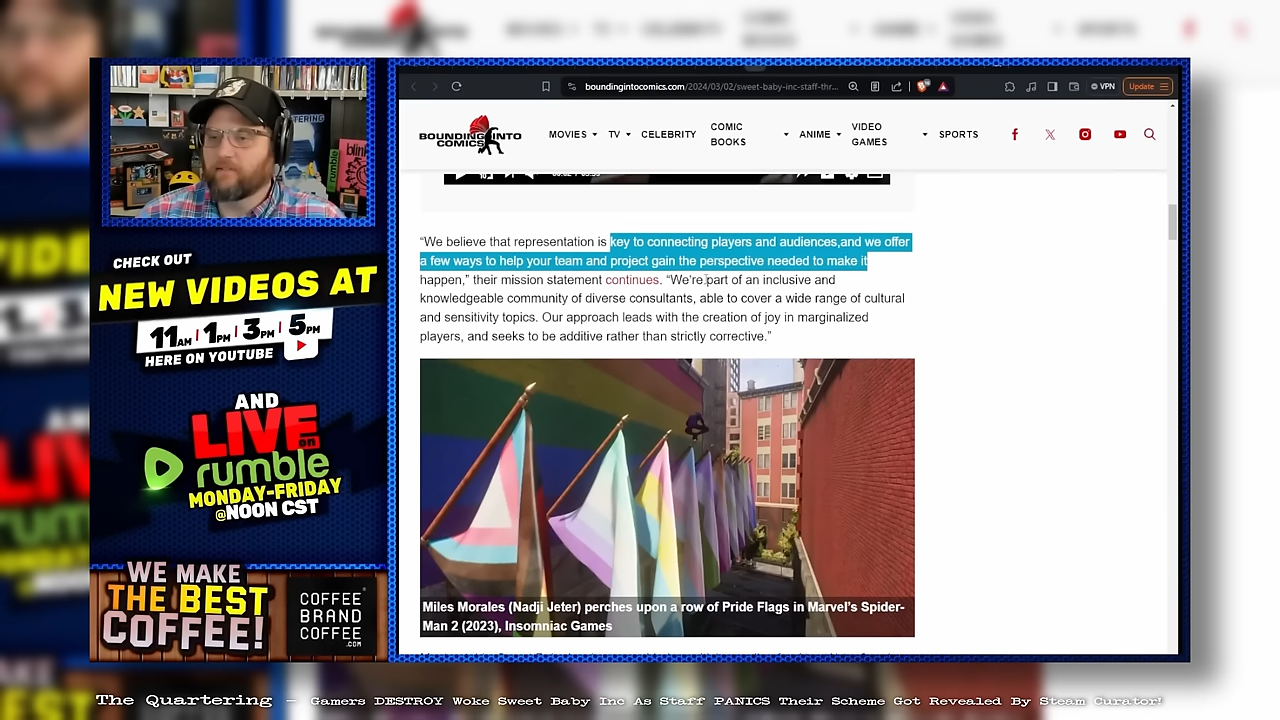 boundingintocomics.com/2024/03/02/sweet-baby-inc-staff-thr...
VPN
Update
BOUNDING INTO
COMICS
MOVIES
TV
CELEBRITY
COMIC
BOOKS
ANIME
VIDEO
GAMES
SPORTS
“We believe that representation is key to connecting players and audiences,and we offer
a few ways to help your team and project gain the perspective needed to make it
happen,” their mission statement continues. “We’re part of an inclusive and
knowledgeable community of diverse consultants, able to cover a wide range of cultural
and sensitivity topics. Our approach leads with the creation of joy in marginalized
players, and seeks to be additive rather than strictly corrective.”
Miles Morales (Nadji Jeter) perches upon a row of Pride Flags in Marvel’s Spider-
Man 2 (2023), Insomniac Games
CHECK OUT
NEW VIDEOS AT
11AM | 1PM | 3PM | 5PM
HERE ON YOUTUBE
AND
LIVE on
rumble
MONDAY-FRIDAY
@NOON CST
WE MAKE
THE BEST
COFFEE!
COFFEE
BRAND
COFFEE
.COM
The Quartering – Gamers DESTROY Woke Sweet Baby Inc As Staff PANICS Their Scheme Got Revealed By Steam Curator!